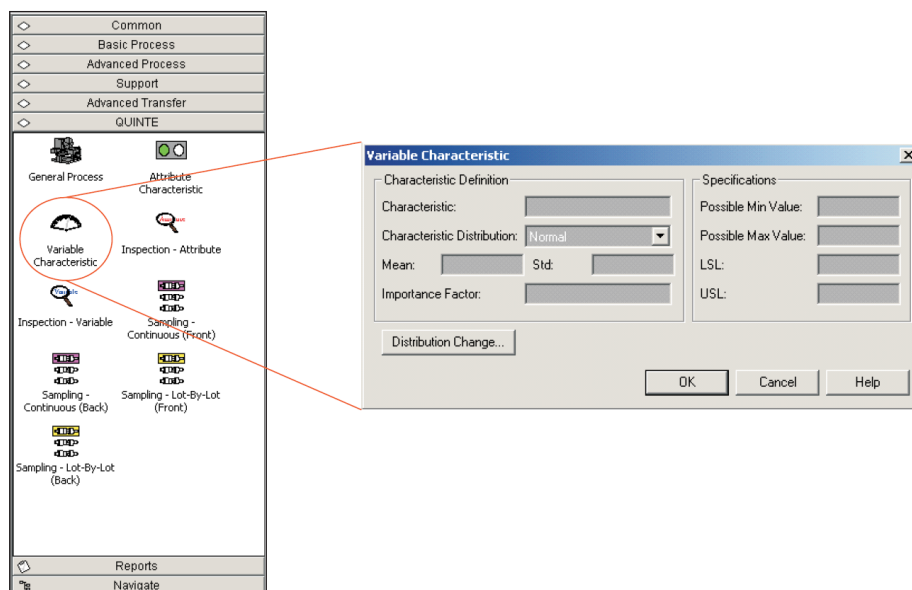 Common
Basic Process
Advanced Process
Support
Advanced Transfer
QUINTE
General Process
Attribute
Characteristic
Variable
Characteristic
Inspection - Attribute
Variable
Inspection - Variable
Sampling -
Continuous (Front)
Sampling -
Continuous (Back)
Sampling - Lot-By-Lot
(Front)
Sampling - Lot-By-Lot
(Back)
Reports
Navigate
Variable Characteristic
Characteristic Definition
Characteristic:
Characteristic Distribution: Normal
Mean: Std:
Importance Factor:
Distribution Change...
Specifications
Possible Min Value:
Possible Max Value:
LSL:
USL:
OK Cancel Help